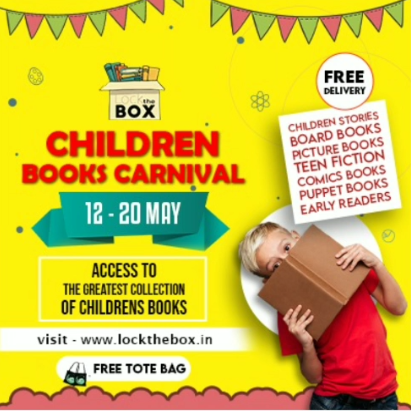 LOCK the
BOX
FREE
DELIVERY
CHILDREN
BOOKS CARNIVAL
CHILDREN STORIES
BOARD BOOKS
PICTURE BOOKS
TEEN FICTION
COMICS BOOKS
PUPPET BOOKS
EARLY READERS
12 - 20 MAY
ACCESS TO
THE GREATEST COLLECTION
OF CHILDRENS BOOKS
visit - www.lockthebox.in
FREE TOTE BAG